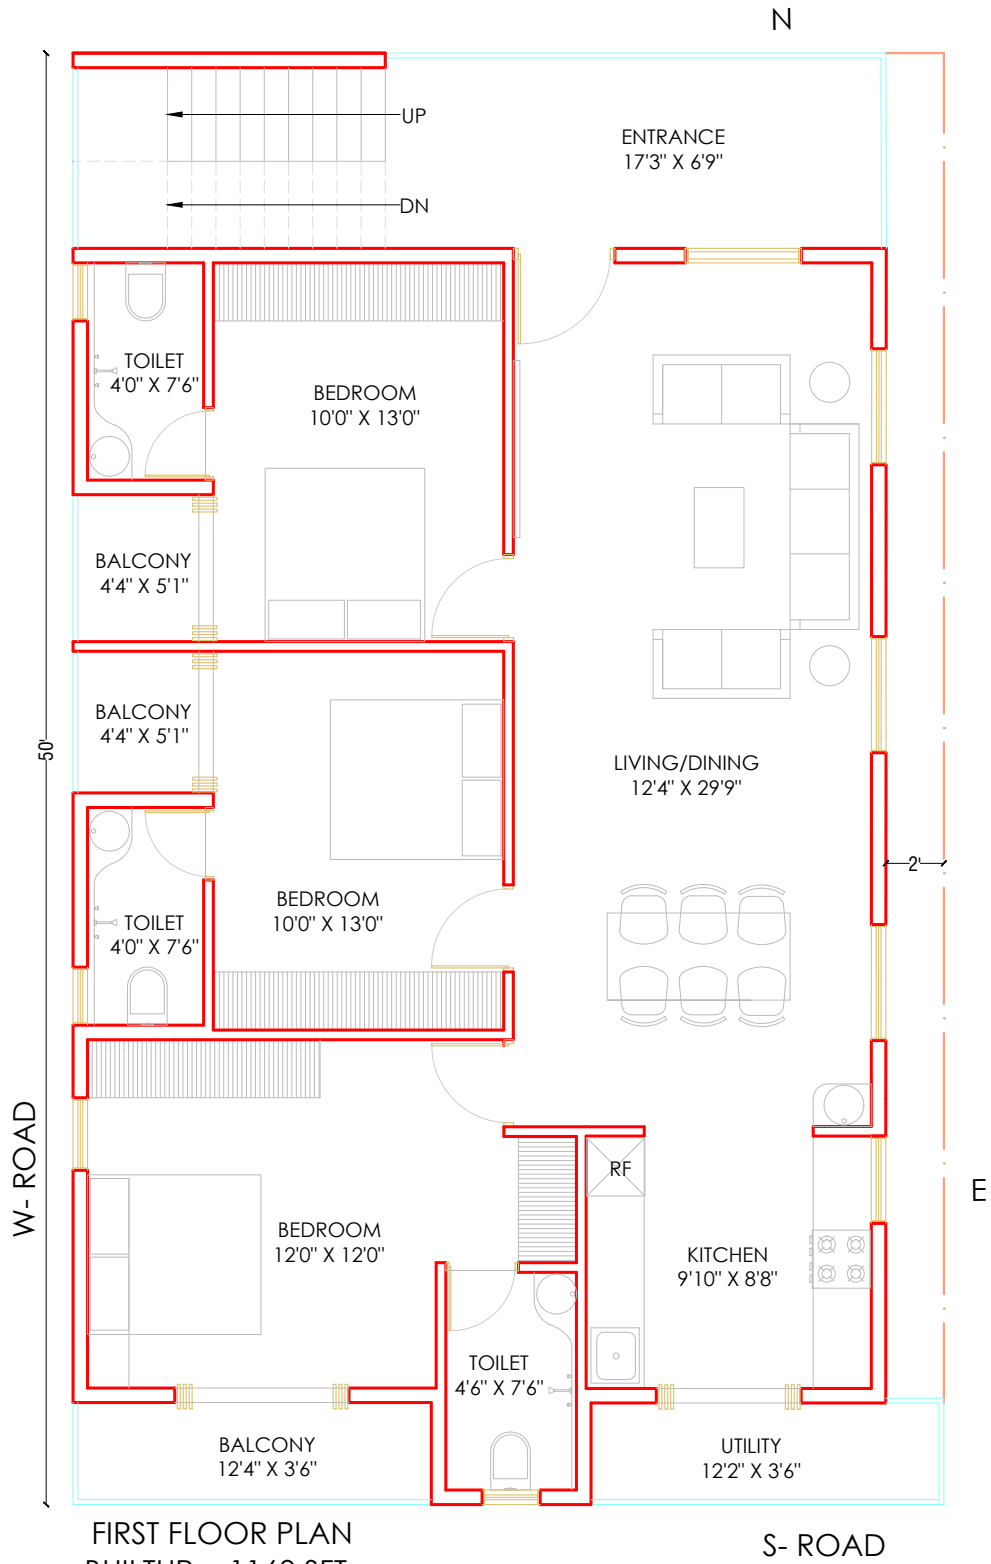 N
UP
ENTRANCE
17'3" X 6'9"
DN
TOILET
4'0" X 7'6"
BEDROOM
10'0" X 13'0"
BALCONY
4'4" X 5'1"
BALCONY
4'4" X 5'1"
50'
LIVING/DINING
12'4" X 29'9"
2'
BEDROOM
10'0" X 13'0"
TOILET
4'0" X 7'6"
W- ROAD
RF
E
BEDROOM
12'0" X 12'0"
KITCHEN
9'10" X 8'8"
TOILET
4'6" X 7'6"
BALCONY
12'4" X 3'6"
UTILITY
12'2" X 3'6"
FIRST FLOOR PLAN
S- ROAD